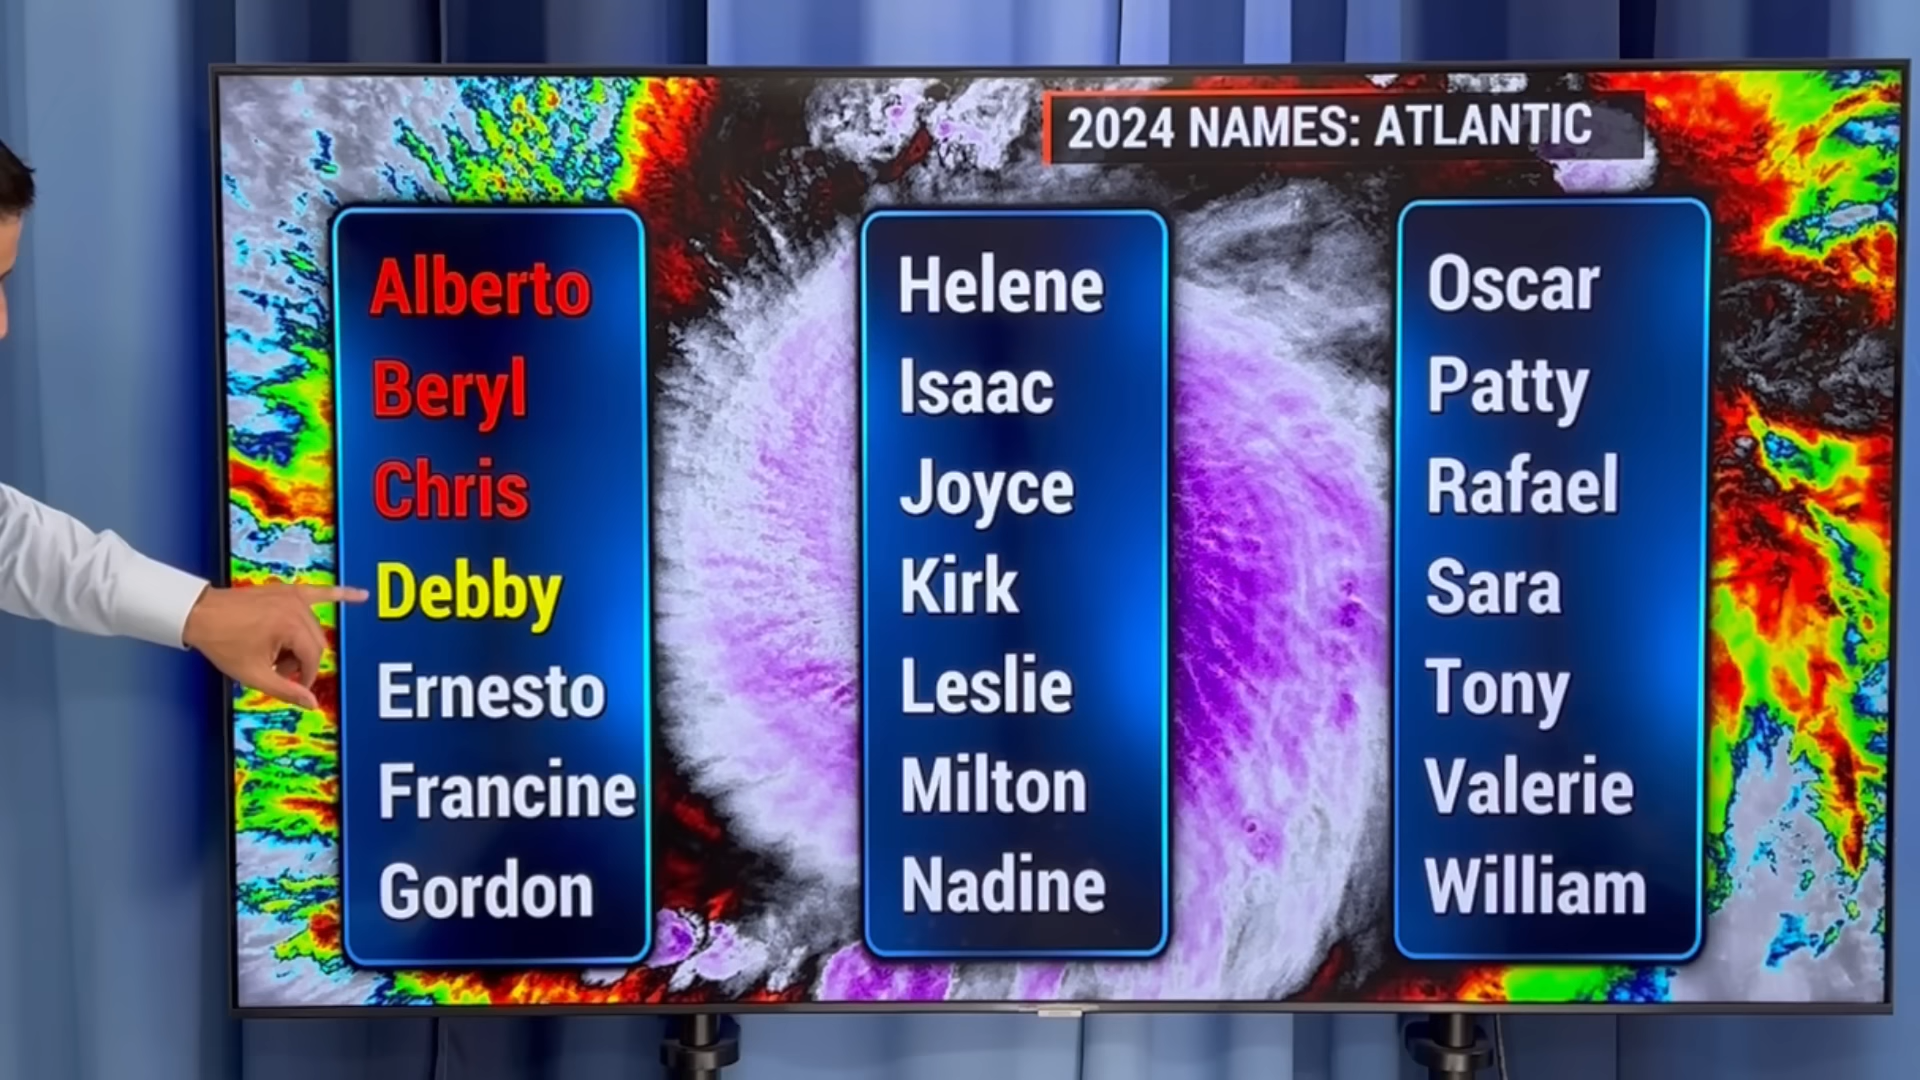 2024 NAMES: ATLANTIC
Alberto
Beryl
Chris
Debby
Ernesto
Francine
Gordon
Helene
Isaac
Joyce
Kirk
Leslie
Milton
Nadine
Oscar
Patty
Rafael
Sara
Tony
Valerie
William